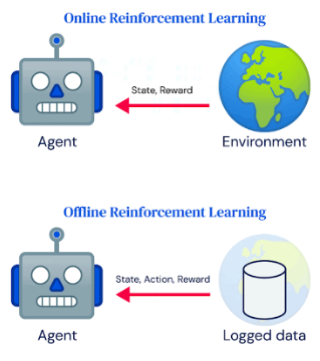 Online Reinforcement Learning
State, Reward
Agent
Environment
Offline Reinforcement Learning
State, Action, Reward
Agent
Logged data